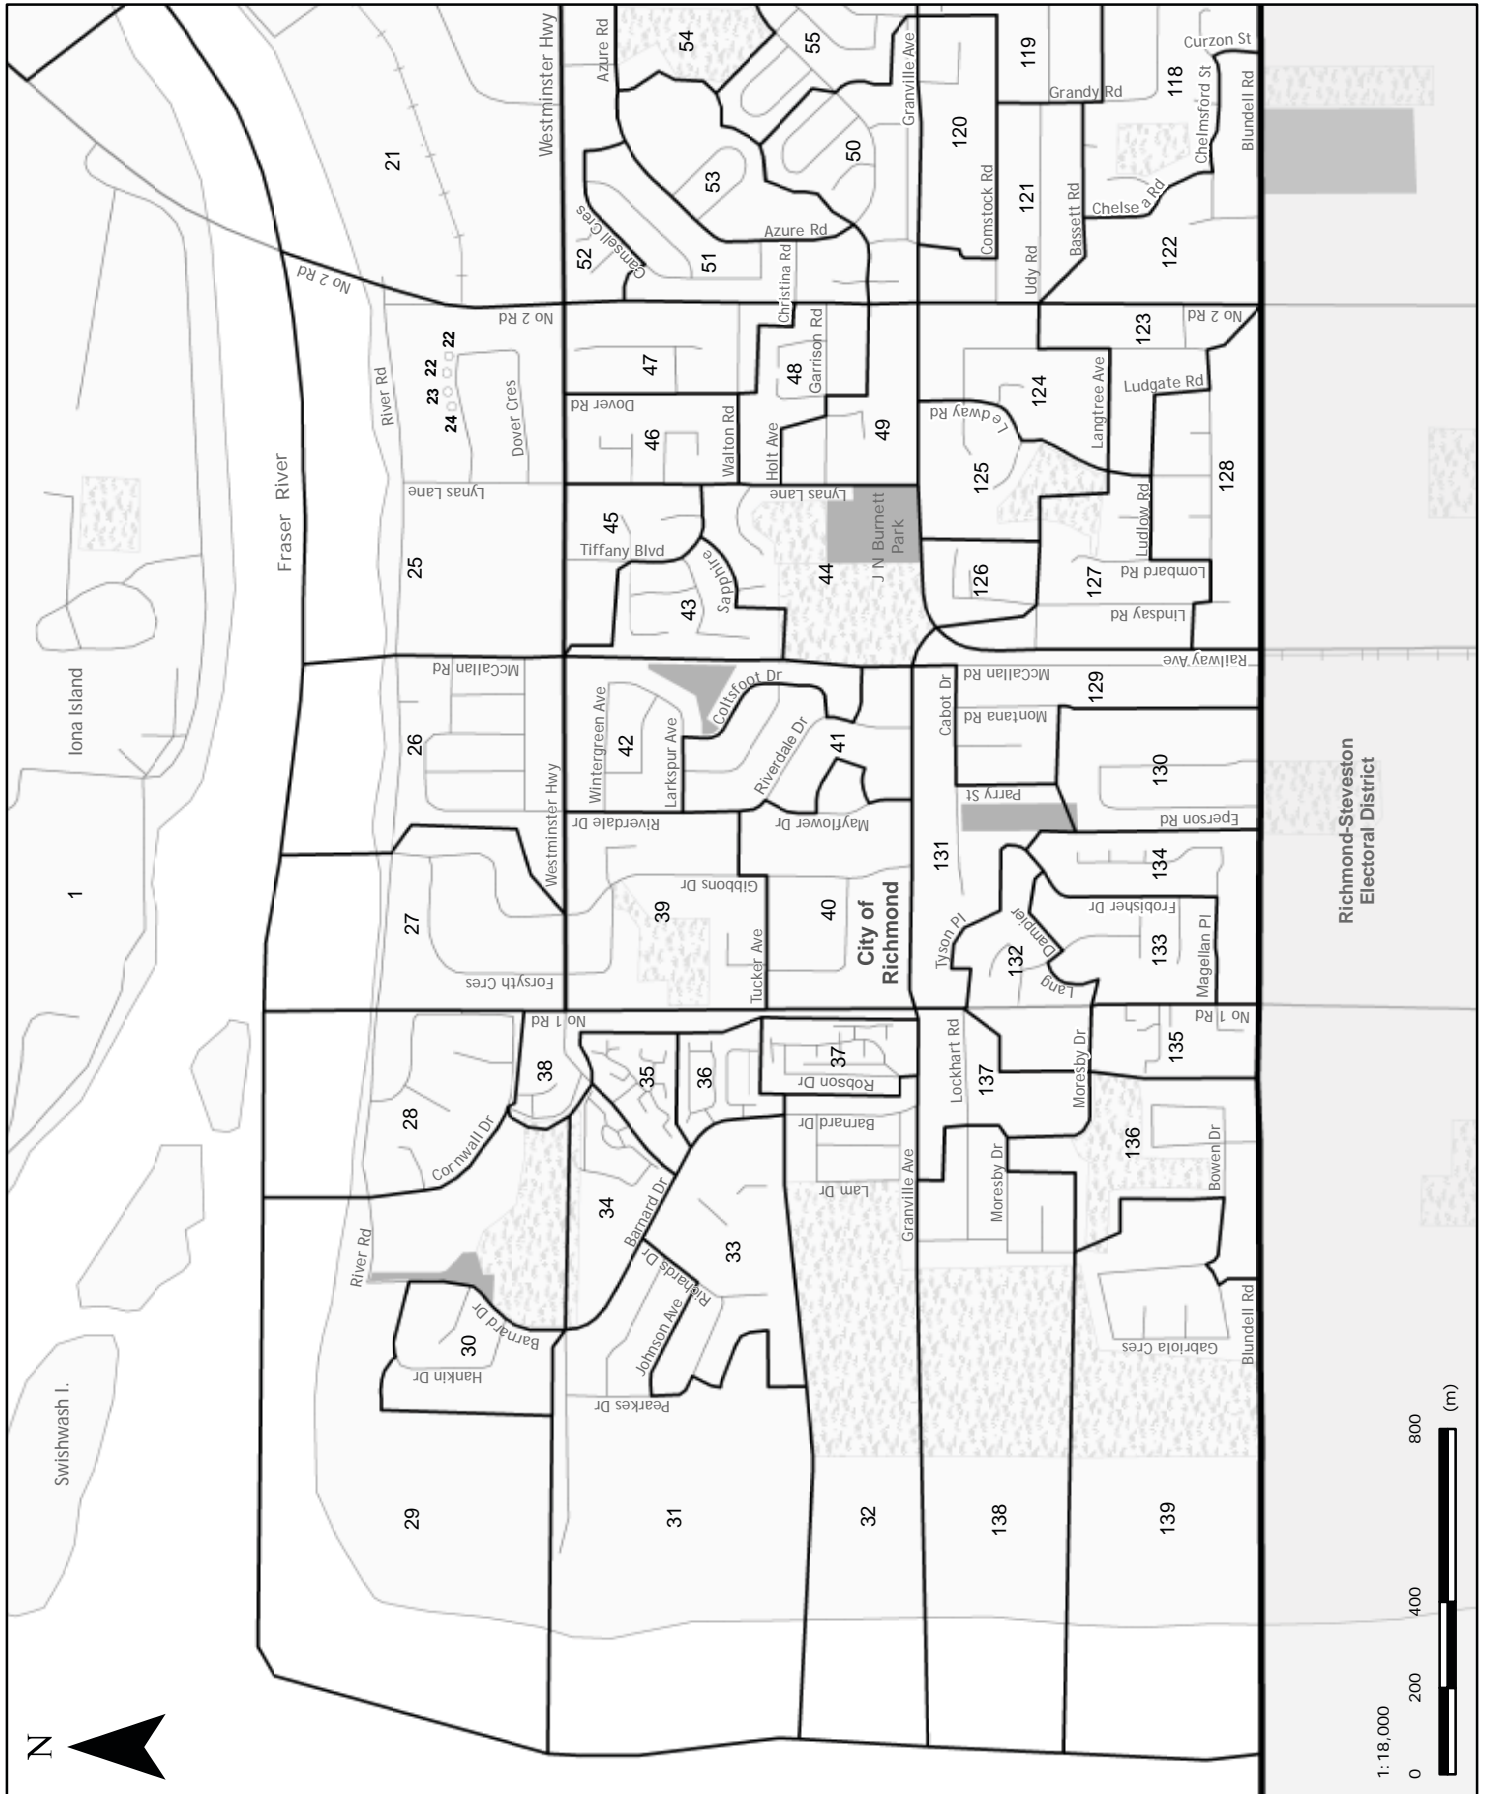 N
Swishwash I.
1
Iona Island
Fraser River
River Rd
29
30
Hankin Dr
Barnard Dr
28
Cornwall Dr
27
Forsyth Cres
26
McCallan Rd
25
Lynas Lane
River Rd
24
23
22
22
Dover Cres
No 2 Rd
No 2 Rd
21
Westminster Hwy
Westminster Hwy
No 1 Rd
38
31
34
35
36
37
33
32
Barnard Dr
Richards Dr
Johnson Ave
Pearkes Dr
Robson Dr
Barnard Dr
Lam Dr
Granville Ave
39
Gibbons Dr
Tucker Ave
40
City of
Richmond
Riverdale Dr
Wintergreen Ave
42
Larkspur Ave
Coltsfoot Dr
Riverdale Dr
41
Mayflower Dr
45
Tiffany Blvd
43
Sapphire
44
Lynas Lane
J N Burnett
Park
Dover Rd
46
Walton Rd
47
Holt Ave
48
Garrison Rd
49
Christina Rd
52
Gamsell Cres
51
Azure Rd
53
50
Azure Rd
54
55
Granville Ave
138
139
Lockhart Rd
137
Moresby Dr
Moresby Dr
136
Bowen Dr
Gabriola Cres
Blundell Rd
135
No 1 Rd
131
Tyson Pl
132
Dampier
Lang
133
Frobisher Dr
Magellan Pl
134
Parry St
Eperson Rd
130
Cabot Dr
Montana Rd
McCallan Rd
129
Railway Ave
126
127
Lombard Rd
Lindsay Rd
Ludlow Rd
125
Ledway Rd
124
Langtree Ave
Ludgate Rd
128
123
No 2 Rd
120
Comstock Rd
121
Udy Rd
Bassett Rd
122
Chelsea Rd
Chelmsford St
119
Grandy Rd
118
Curzon St
Blundell Rd
Richmond-Steveston
Electoral District
1:18,000
0 200 400 800 (m)